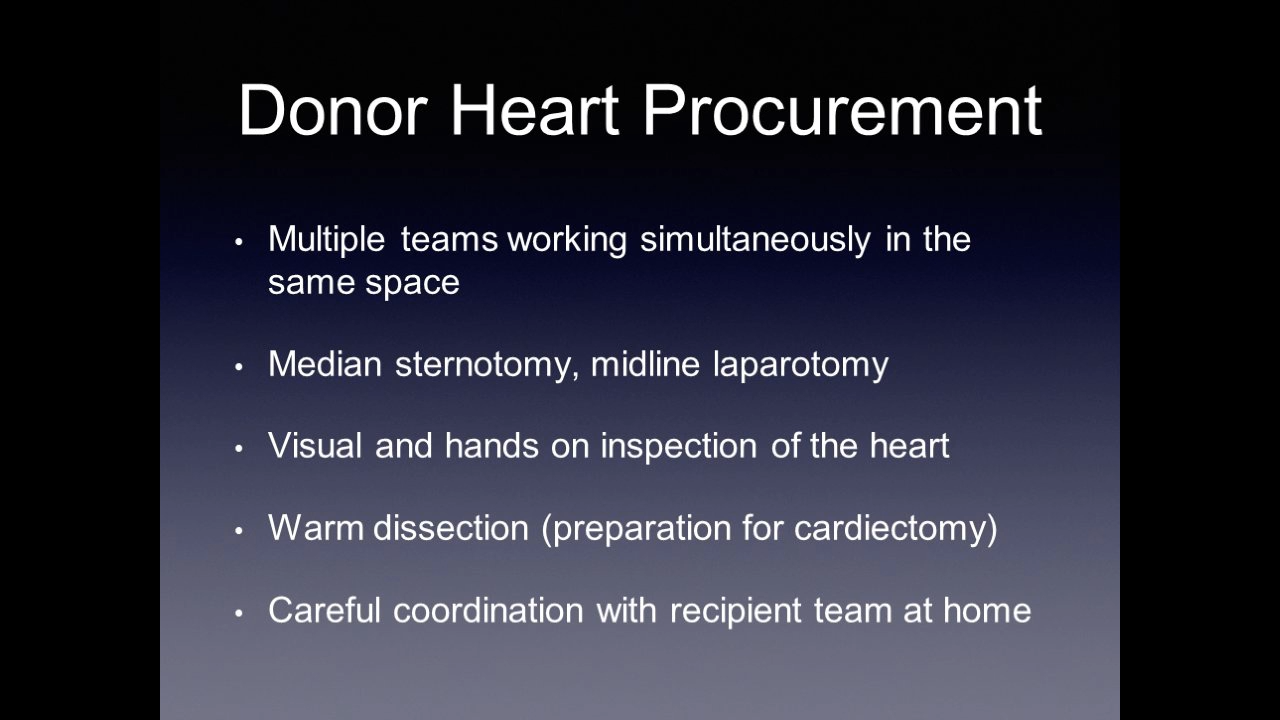 Donor Heart Procurement
• Multiple teams working simultaneously in the
same space
• Median sternotomy, midline laparotomy
• Visual and hands on inspection of the heart
• Warm dissection (preparation for cardiectomy)
• Careful coordination with recipient team at home